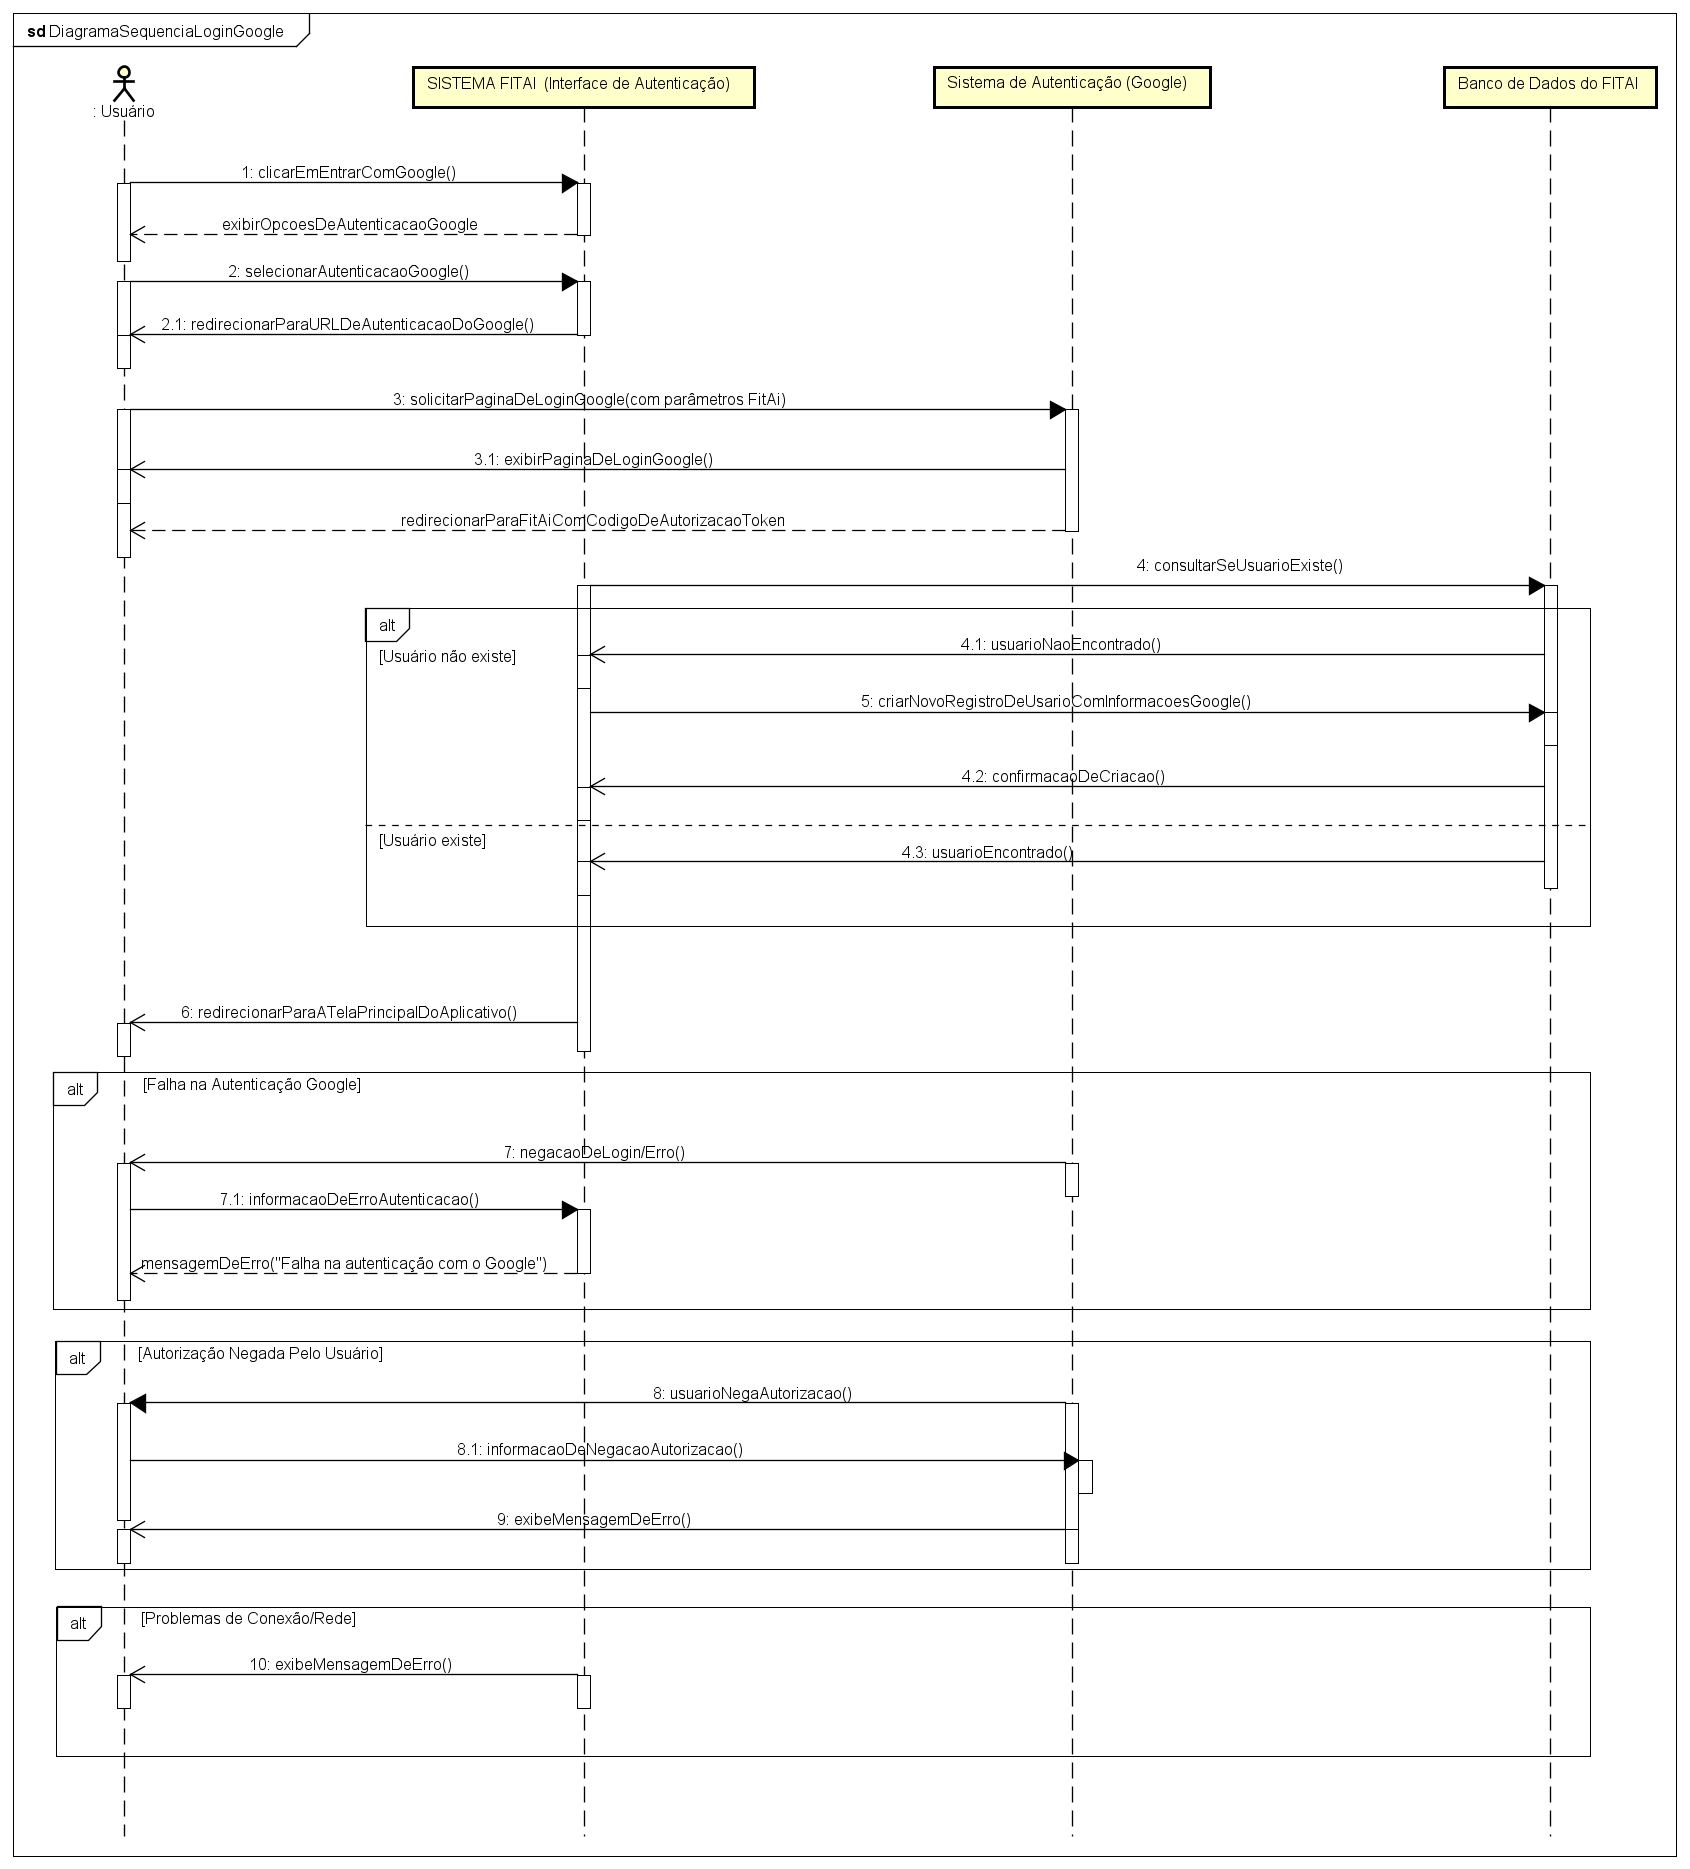 sd DiagramaSequenciaLoginGoogle
: Usuário
SISTEMA FITAI (Interface de Autenticação)
Sistema de Autenticação (Google)
Banco de Dados do FITAI
1: clicarEmEntrarComGoogle()
exibirOpcoesDeAutenticacaoGoogle
2: selecionarAutenticacaoGoogle()
2.1: redirecionarParaURLDeAutenticacaoDoGoogle()
3: solicitarPaginaDeLoginGoogle(com parâmetros FitAi)
3.1: exibirPaginaDeLoginGoogle()
redirecionarParaFitAiComCodigoDeAutorizacaoToken
4: consultarSeUsuarioExiste()
alt
[Usuário não existe]
4.1: usuarioNaoEncontrado()
5: criarNovoRegistroDeUsarioComInformacoesGoogle()
4.2: confirmacaoDeCriacao()
[Usuário existe]
4.3: usuarioEncontrado()
6: redirecionarParaATelaPrincipalDoAplicativo()
alt
[Falha na Autenticação Google]
7: negacaoDeLogin/Erro()
7.1: informacaoDeErroAutenticacao()
mensagemDeErro("Falha na autenticação com o Google")
alt
[Autorização Negada Pelo Usuário]
8: usuarioNegaAutorizacao()
8.1: informacaoDeNegacaoAutorizacao()
9: exibeMensagemDeErro()
alt
[Problemas de Conexão/Rede]
10: exibeMensagemDeErro()